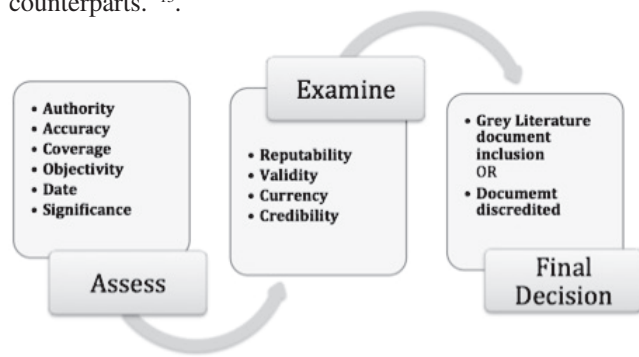 counterparts.” 15.
• Authority
• Accuracy
• Coverage
• Objectivity
• Date
• Significance
Assess
Examine
• Reputability
• Validity
• Currency
• Credibility
• Grey Literature
document
inclusion
OR
• Documemt
discredited
Final
Decision